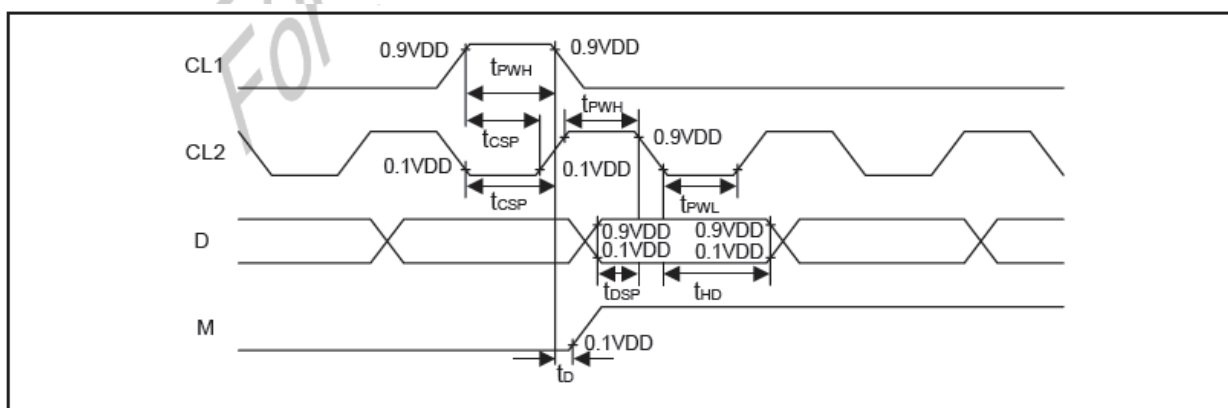 For
CL1
0.9VDD
0.9VDD
tPWH
tPWH
tCSP
CL2
0.9VDD
0.1VDD
0.1VDD
tCSP
tPWL
D
0.9VDD
0.9VDD
0.1VDD
0.1VDD
tDSP
tHD
M
0.1VDD
tD